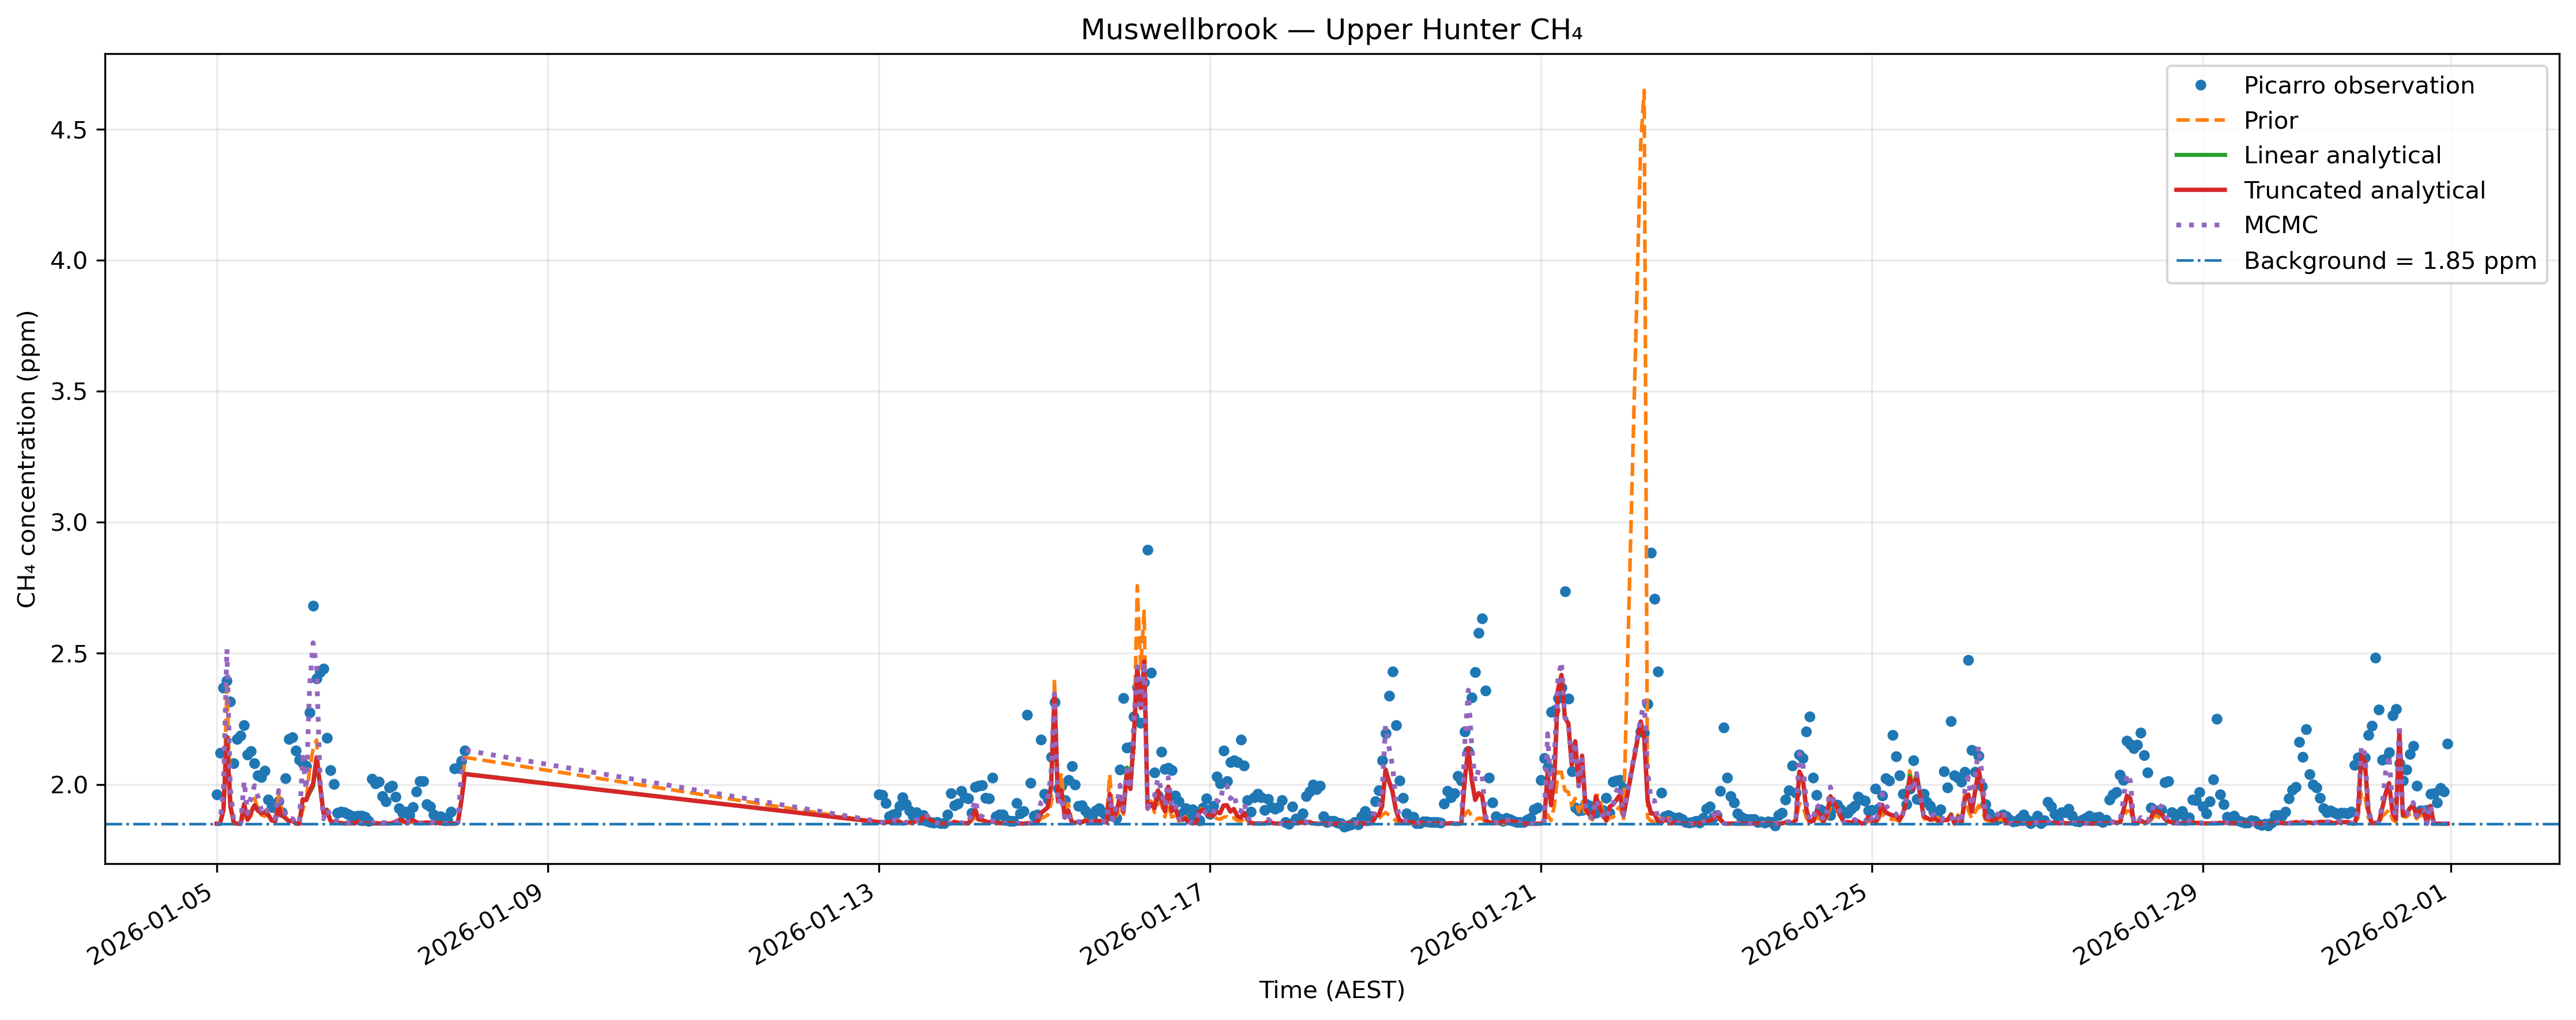 Muswellbrook — Upper Hunter CH₄
Picarro observation
Prior
Linear analytical
Truncated analytical
MCMC
Background = 1.85 ppm
CH₄ concentration (ppm)
4.5
4.0
3.5
3.0
2.5
2.0
2026-01-05
2026-01-09
2026-01-13
2026-01-17
2026-01-21
2026-01-25
2026-01-29
2026-02-01
Time (AEST)